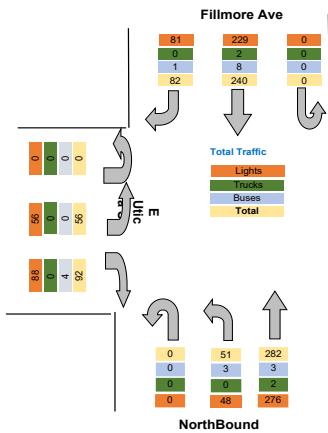 Fillmore Ave
81 229 0
0 2 0
1 8 0
82 240 0
Total Traffic
Lights
Trucks
Buses
Total
0 0 0 0
56 0 0 56
E
Utic
88 0 4 92
0 51 282
0 3 3
0 0 2
0 48 276
NorthBound